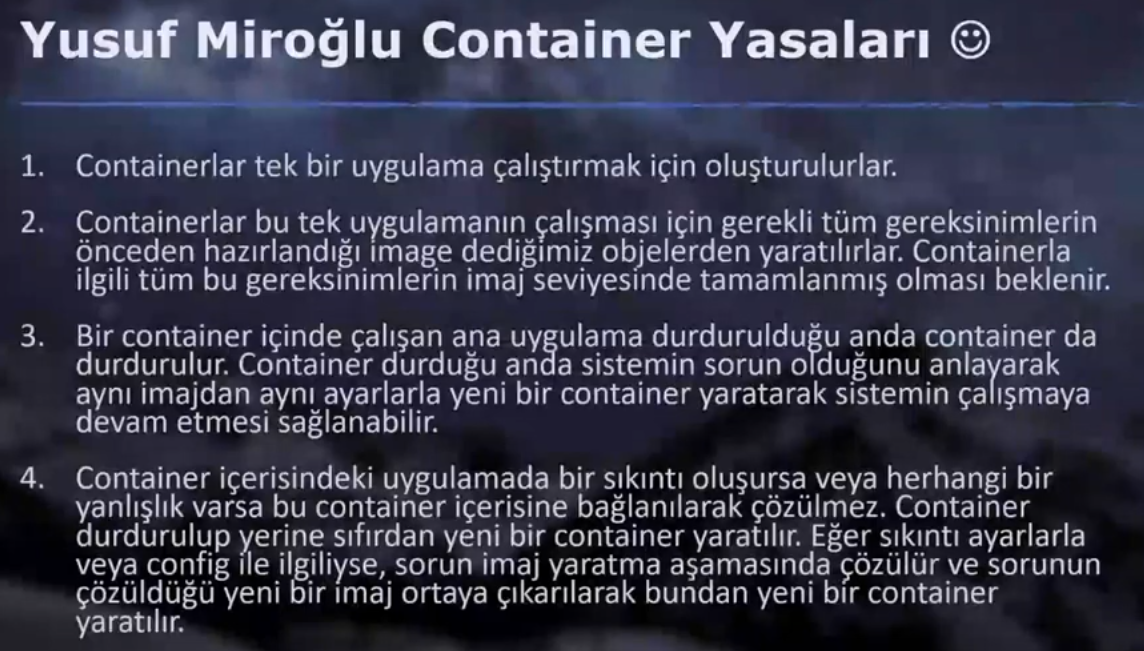 Yusuf Miroğlu Container Yasaları ☺
1. Containerlar tek bir uygulama çalıştırmak için oluşturulurlar.
2. Containerlar bu tek uygulamanın çalışması için gerekli tüm gereksinimlerin
önceden hazırlandığı image dediğimiz objelerden yaratılırlar. Containerla
ilgili tüm bu gereksinimlerin imaj seviyesinde tamamlanmış olması beklenir.
3. Bir container içinde çalışan ana uygulama durdurulduğu anda container da
durdurulur. Container durduğu anda sistemin sorun olduğunu anlayarak
aynı imajdan aynı ayarlarla yeni bir container yaratarak sistemin çalışmaya
devam etmesi sağlanabilir.
4. Container içerisindeki uygulamada bir sıkıntı oluşursa veya herhangi bir
yanlışlık varsa bu container içerisine bağlanılarak çözülmez. Container
durdurulup yerine sıfırdan yeni bir container yaratılır. Eğer sıkıntı ayarlarla
veya config ile ilgiliyse, sorun imaj yaratma aşamasında çözülür ve sorunun
çözüldüğü yeni bir imaj ortaya çıkarılarak bundan yeni bir container
yaratılır.